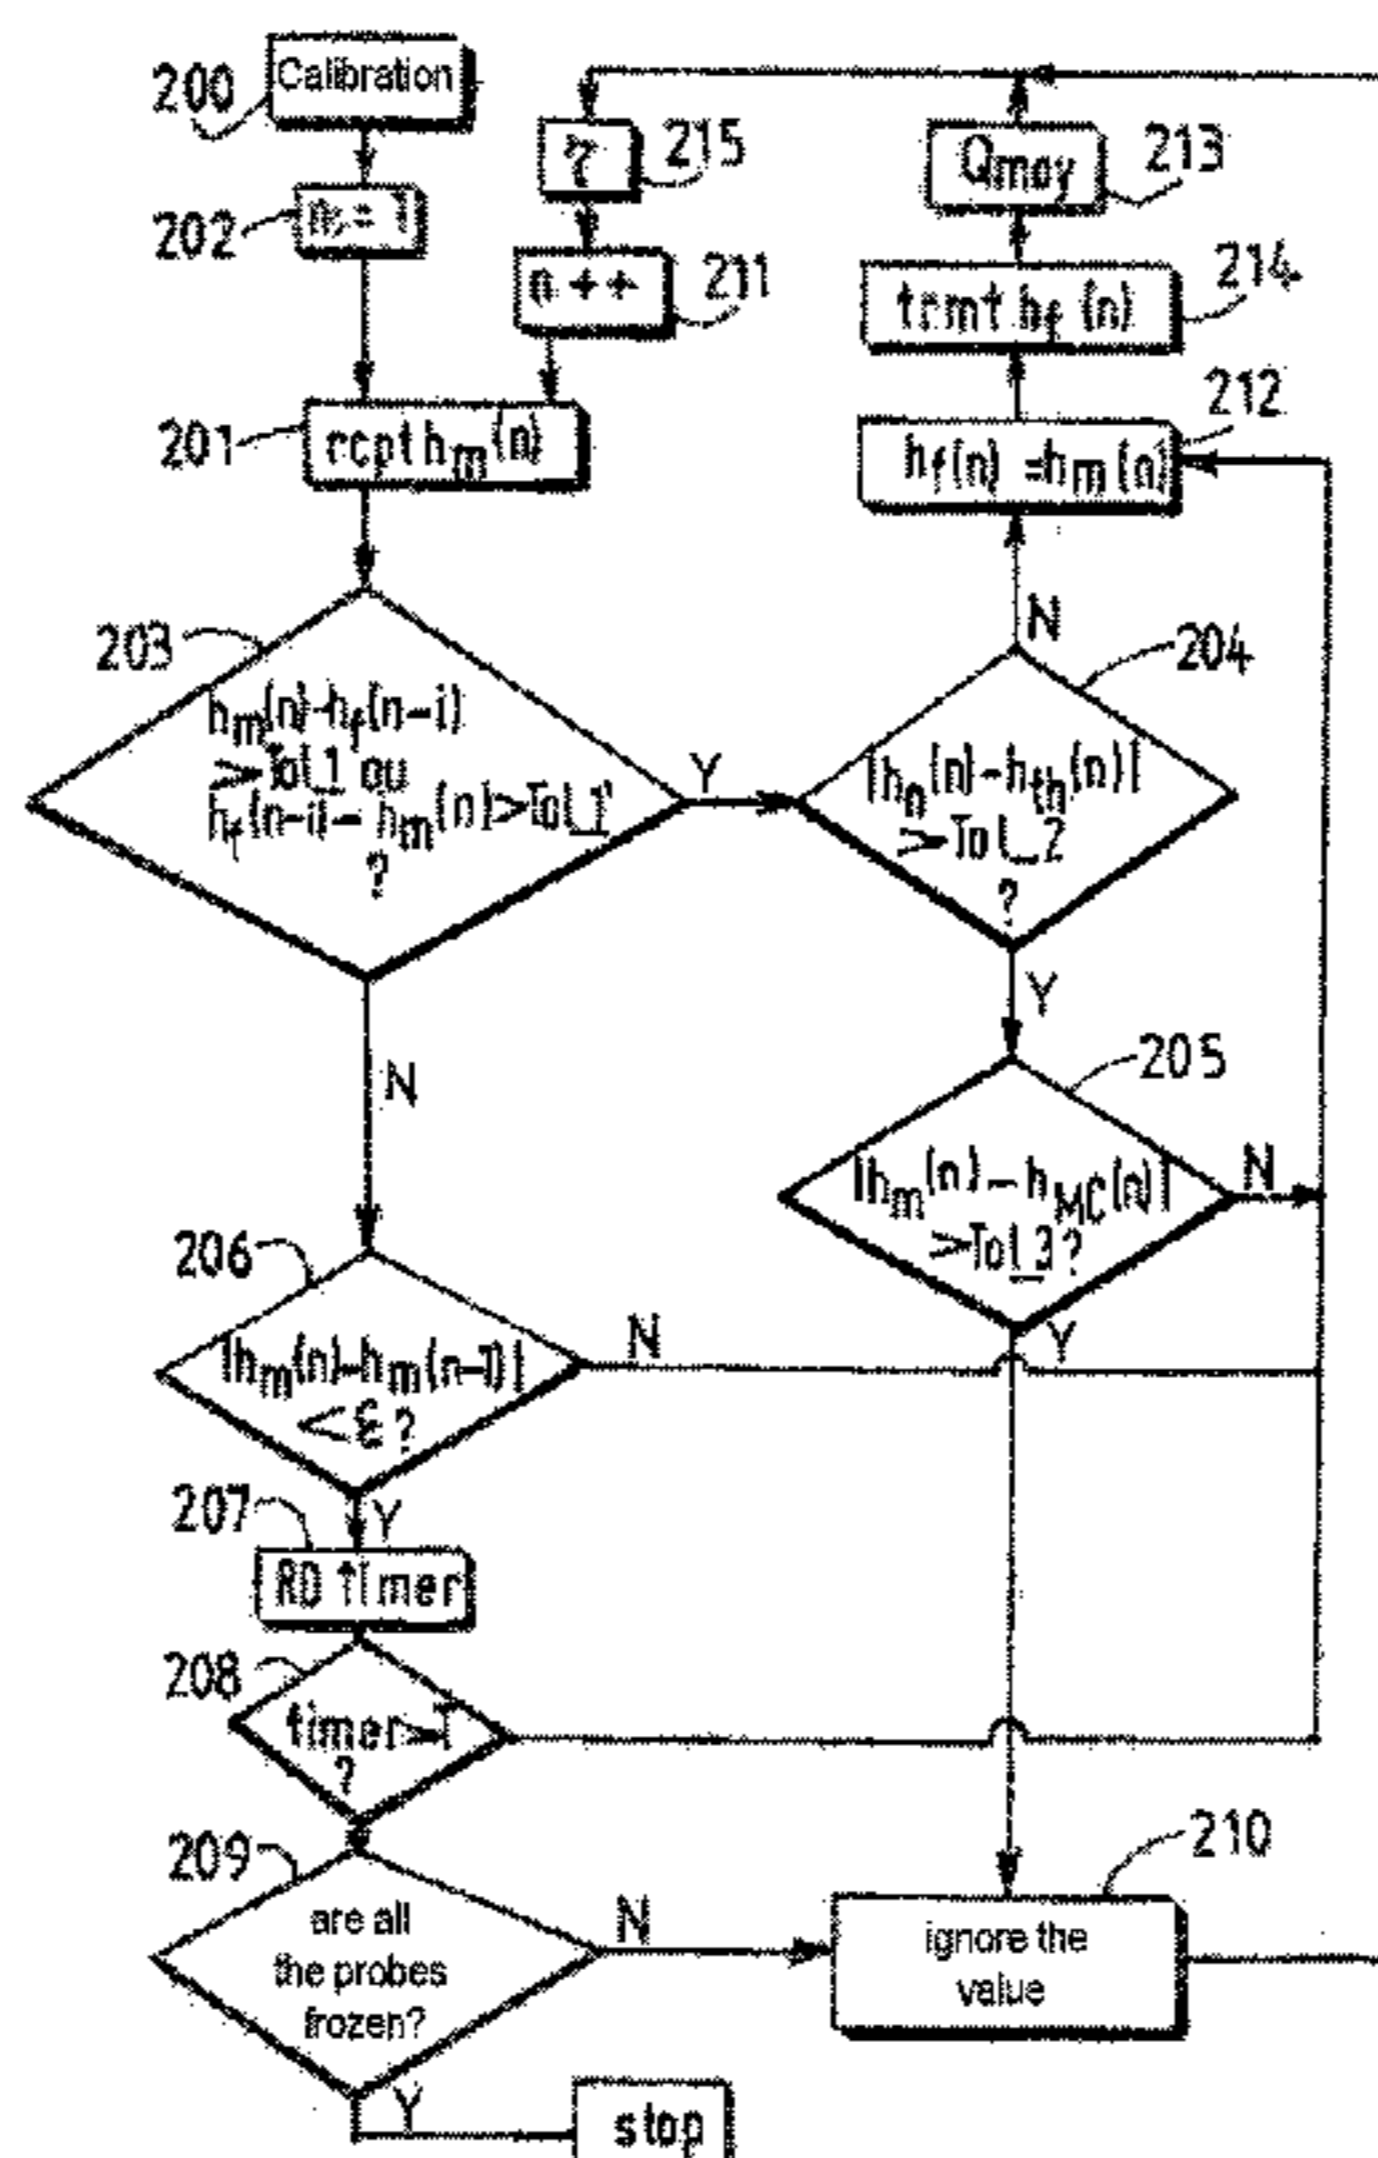 200
Calibration
202
n:= 1
215
213
Qmoy
211
n ++
214
trmt hf (n)
201
rcpt hm(n)
212
hf(n) =hm(n)
203
hm(n)-hf(n-i)
>Tol_1 ou
hf(n-i)- hm(n)>Tol_1'
?
Y
N
204
|hn(n)-hth(n)|
>Tol_2
?
Y
N
205
|hm(n)-hMC(n)|
>Tol_3?
N
Y
206
|hm(n)-hm(n-1)|
<ε?
N
Y
207
RD timer
208
timer>T
?
209
are all
the probes
frozen?
N
210
ignore the
value
Y
stop